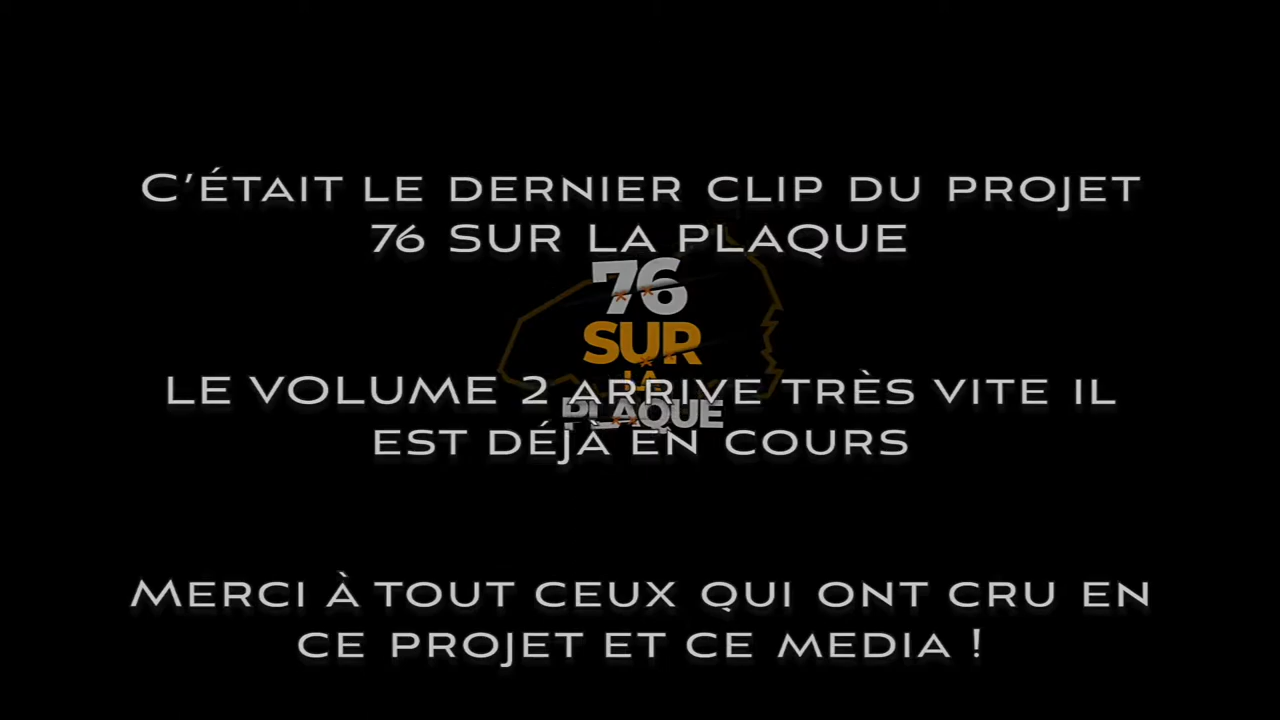 C'ÉTAIT LE DERNIER CLIP DU PROJET
76 SUR LA PLAQUE
76
SUR
LA
PLAQUE
LE VOLUME 2 ARRIVE TRÈS VITE IL
EST DÉJÀ EN COURS
MERCI À TOUT CEUX QUI ONT CRU EN
CE PROJET ET CE MEDIA !